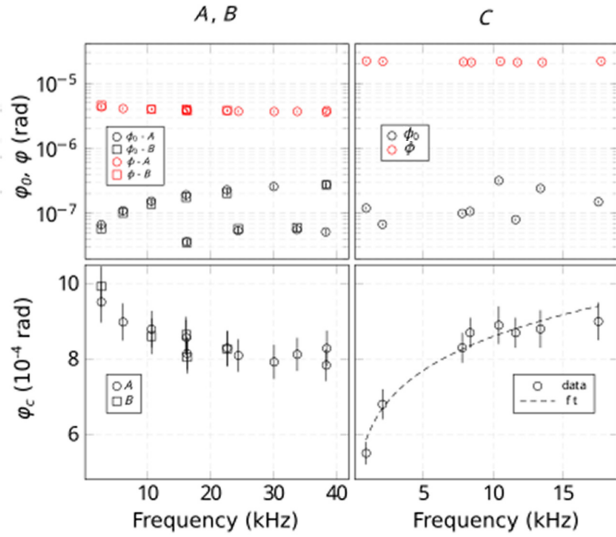 A, B
C
10⁻⁵
10⁻⁶
10⁻⁷
φ₀, φ (rad)
ϕ₀ - A
ϕ₀ - B
ϕ - A
ϕ - B
ϕ₀
ϕ
10
8
6
φc (10⁻⁴ rad)
A
B
data
f t
10 20 30 40
5 10 15
Frequency (kHz)
Frequency (kHz)